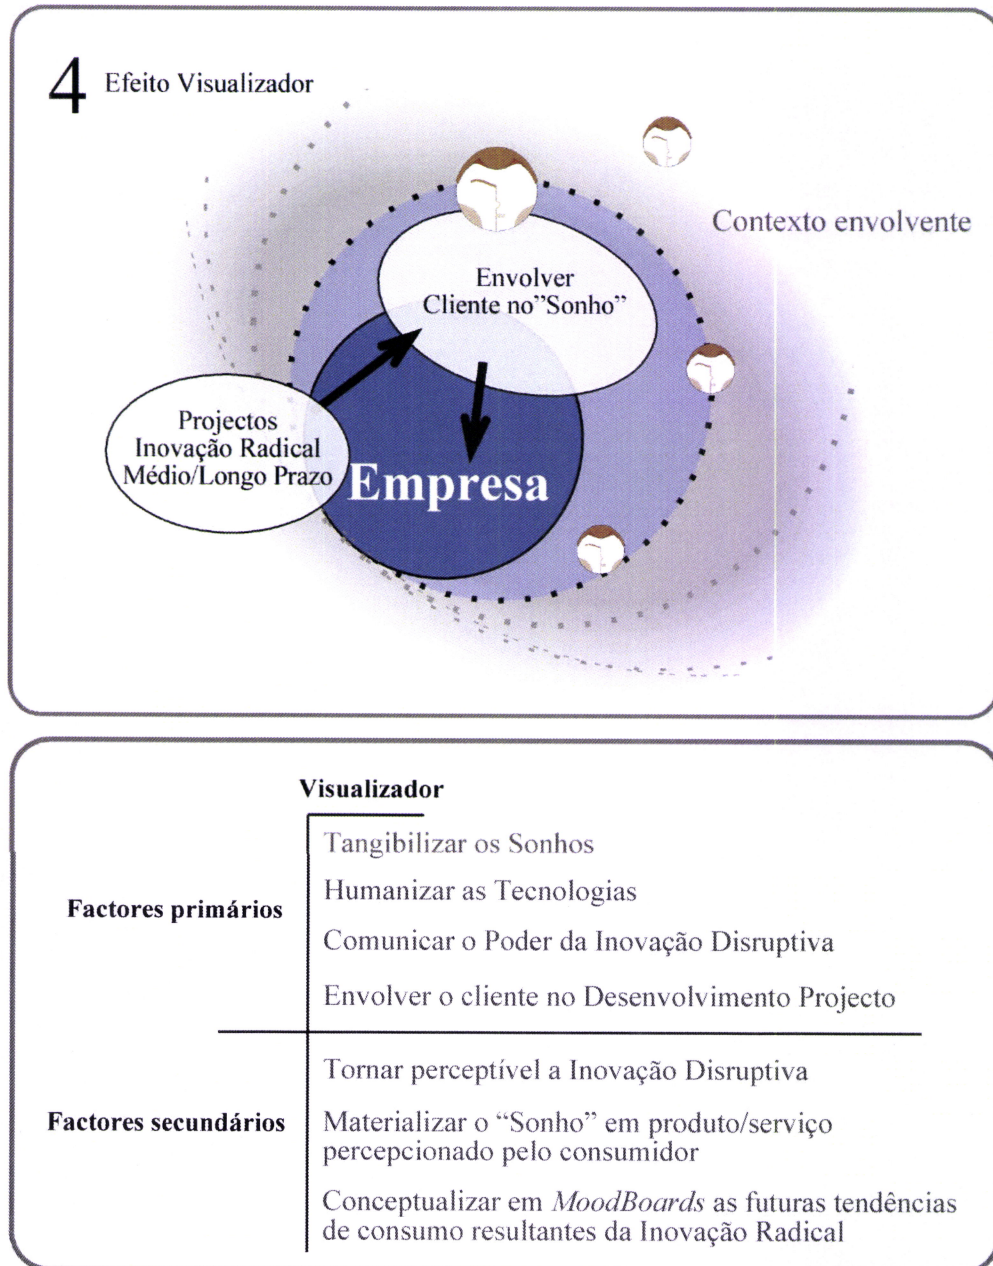 4 Efeito Visualizador
Contexto envolvente
Envolver
Cliente no”Sonho”
Projectos
Inovação Radical
Médio/Longo Prazo
Empresa
Visualizador
Factores primários
Tangibilizar os Sonhos
Humanizar as Tecnologias
Comunicar o Poder da Inovação Disruptiva
Envolver o cliente no Desenvolvimento Projecto
Factores secundários
Tornar perceptível a Inovação Disruptiva
Materializar o “Sonho” em produto/serviço
percepcionado pelo consumidor
Conceptualizar em MoodBoards as futuras tendências
de consumo resultantes da Inovação Radical